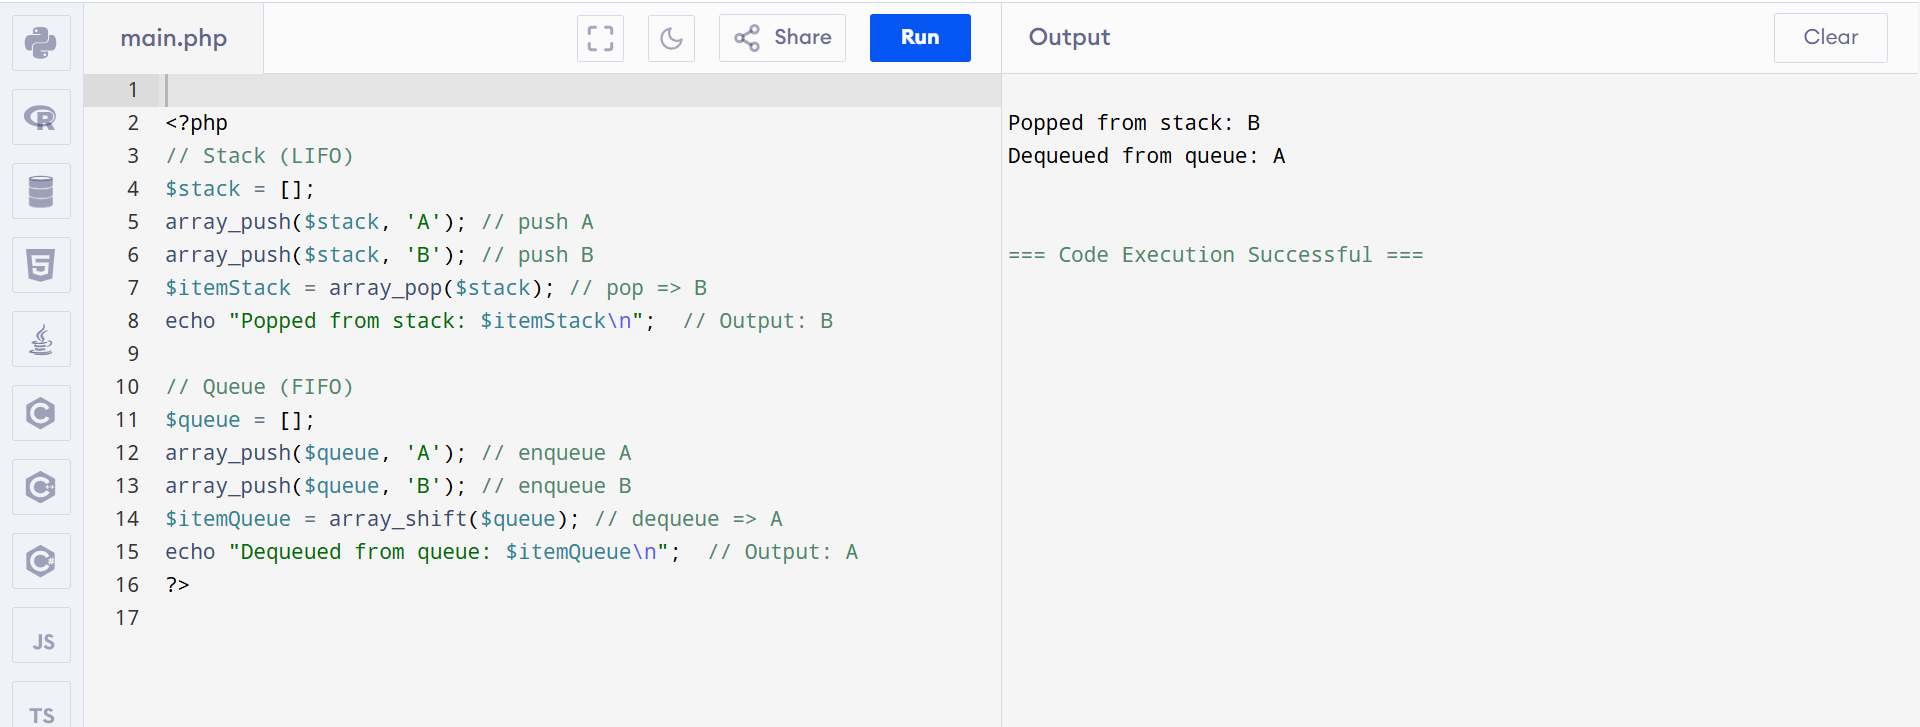 main.php
Share
Run
Output
Clear
1
2 <?php
3 // Stack (LIFO)
4 $stack = [];
5 array_push($stack, 'A'); // push A
6 array_push($stack, 'B'); // push B
7 $itemStack = array_pop($stack); // pop => B
8 echo "Popped from stack: $itemStack\n";  // Output: B
9
10 // Queue (FIFO)
11 $queue = [];
12 array_push($queue, 'A'); // enqueue A
13 array_push($queue, 'B'); // enqueue B
14 $itemQueue = array_shift($queue); // dequeue => A
15 echo "Dequeued from queue: $itemQueue\n";  // Output: A
16 ?>
17
Popped from stack: B
Dequeued from queue: A
=== Code Execution Successful ===
R
5
C
C++
C#
JS
TS